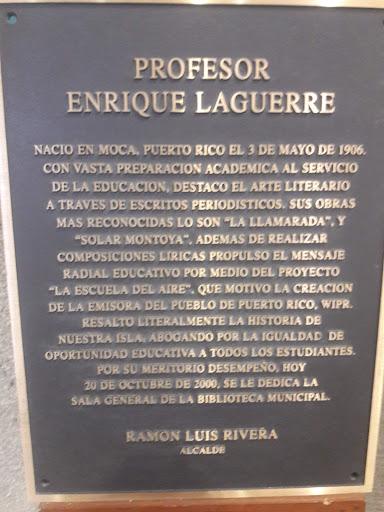 PROFESOR
ENRIQUE LAGUERRE
NACIO EN MOCA, PUERTO RICO EL 3 DE MAYO DE 1906.
CON VASTA PREPARACION ACADEMICA AL SERVICIO
DE LA EDUCACION, DESTACO EL ARTE LITERARIO
A TRAVES DE ESCRITOS PERIODISTICOS. SUS OBRAS
MAS RECONOCIDAS LO SON "LA LLAMARADA", Y
"SOLAR MONTOYA". ADEMAS DE REALIZAR
COMPOSICIONES LIRICAS PROPULSO EL MENSAJE
RADIAL EDUCATIVO POR MEDIO DEL PROYECTO
"LA ESCUELA DEL AIRE", QUE MOTIVO LA CREACION
DE LA EMISORA DEL PUEBLO DE PUERTO RICO, WIPR.
RESALTO LITERALMENTE LA HISTORIA DE
NUESTRA ISLA, ABOGANDO POR LA IGUALDAD DE
OPORTUNIDAD EDUCATIVA A TODOS LOS ESTUDIANTES.
POR SU MERITORIO DESEMPEÑO, HOY
20 DE OCTUBRE DE 2000, SE LE DEDICA LA
SALA GENERAL DE LA BIBLIOTECA MUNICIPAL.
RAMON LUIS RIVERA
ALCALDE